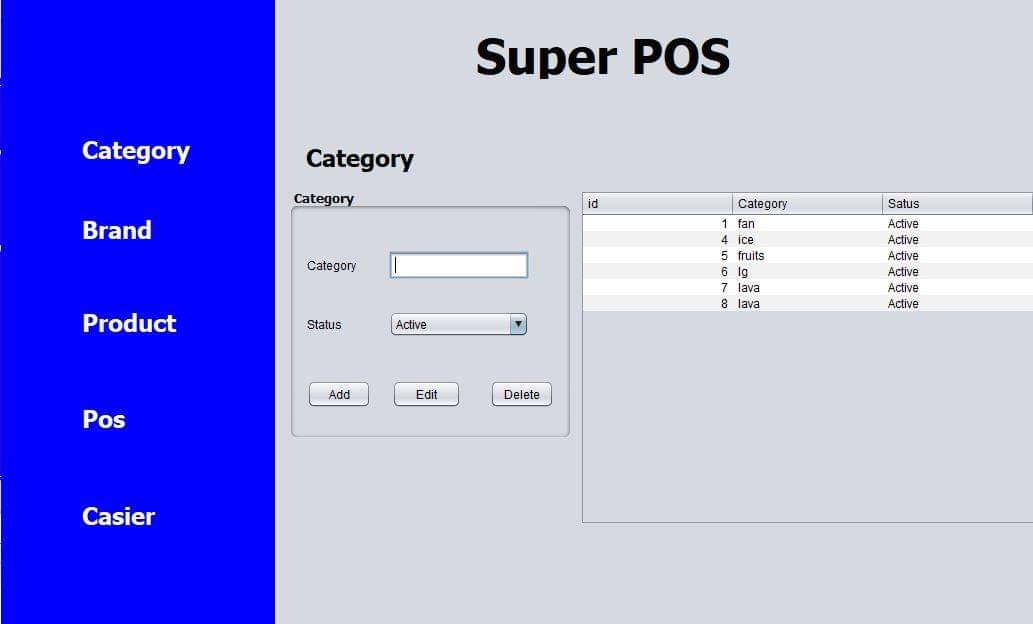 Super POS
Category
Brand
Product
Pos
Casier
Category
Category
Category
Status Active
Add Edit Delete
id Category Satus
1 fan Active
4 ice Active
5 fruits Active
6 lg Active
7 lava Active
8 lava Active